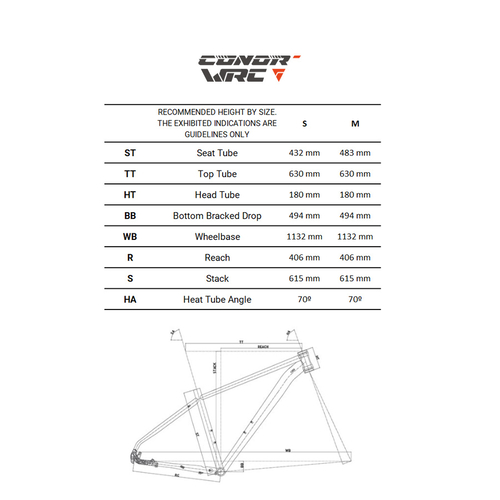 CONOR
WRC
RECOMMENDED HEIGHT BY SIZE.
THE EXHIBITED INDICATIONS ARE
GUIDELINES ONLY
S M
ST Seat Tube 432 mm 483 mm
TT Top Tube 630 mm 630 mm
HT Head Tube 180 mm 180 mm
BB Bottom Bracked Drop 494 mm 494 mm
WB Wheelbase 1132 mm 1132 mm
R Reach 406 mm 406 mm
S Stack 615 mm 615 mm
HA Heat Tube Angle 70º 70º
TT
REACH
STACK
WB
BB